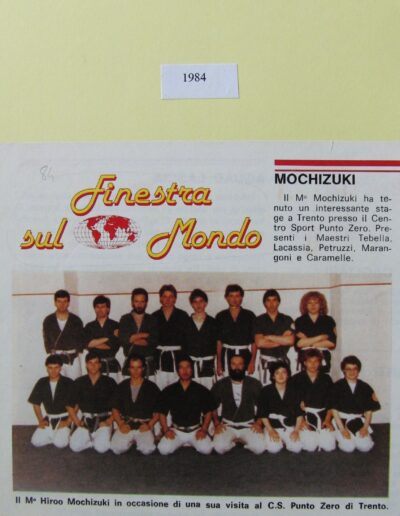 1984
84
Finestra
sul Mondo
MOCHIZUKI
Il Mº Mochizuki ha te-
nuto un interessante sta-
ge a Trento presso il Cen-
tro Sport Punto Zero. Pre-
senti i Maestri Tebella,
Lacassia, Petruzzi, Maran-
goni e Caramelle.
Il Mº Hiroo Mochizuki in occasione di una sua visita al C.S. Punto Zero di Trento.